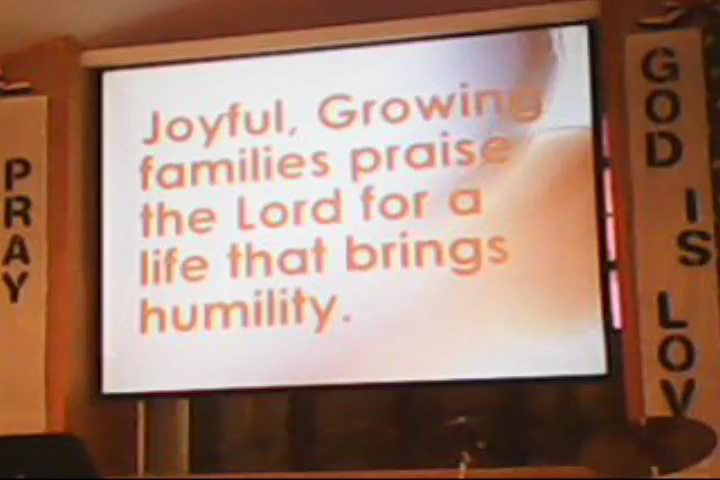 PRAY
Joyful, Growing
families praise
the Lord for a
life that brings
humility.
GOD
IS
LOV